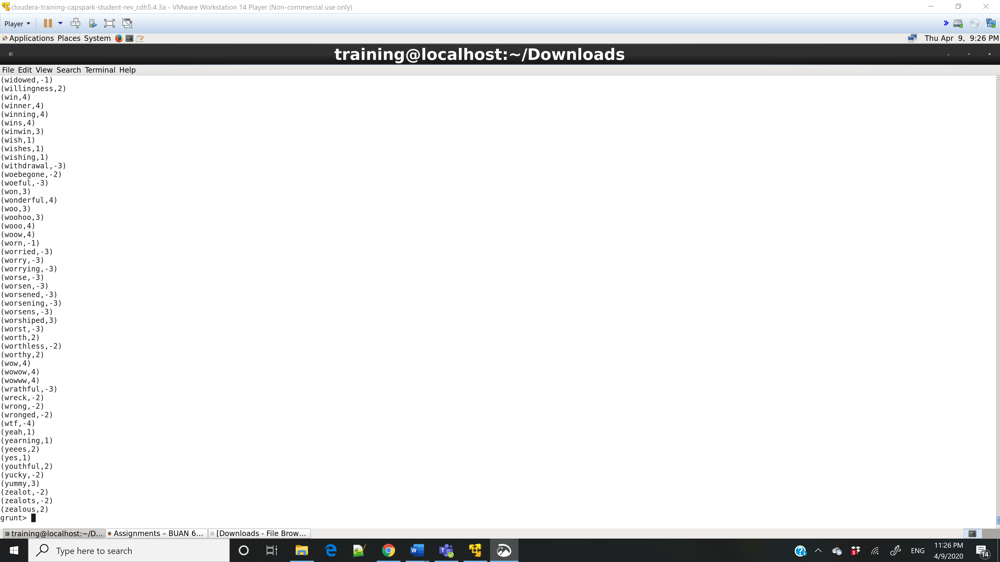 cloudera-training-capspark-student-rev_cdh5.4.3a - VMware Workstation 14 Player (Non-commercial use only)
Player
Applications Places System
Thu Apr 9, 9:26 PM
training@localhost:~/Downloads
File Edit View Search Terminal Help
(widowed,-1)
(willingness,2)
(win,4)
(winner,4)
(winning,4)
(wins,4)
(winwin,3)
(wish,1)
(wishes,1)
(wishing,1)
(withdrawal,-3)
(woebegone,-2)
(woeful,-3)
(won,3)
(wonderful,4)
(woo,3)
(woohoo,3)
(wooo,4)
(woow,4)
(worn,-1)
(worried,-3)
(worry,-3)
(worrying,-3)
(worse,-3)
(worsen,-3)
(worsened,-3)
(worsening,-3)
(worsens,-3)
(worshiped,3)
(worst,-3)
(worth,2)
(worthless,-2)
(worthy,2)
(wow,4)
(wowow,4)
(wowww,4)
(wrathful,-3)
(wreck,-2)
(wrong,-2)
(wronged,-2)
(wtf,-4)
(yeah,1)
(yearning,1)
(yeees,2)
(yes,1)
(youthful,2)
(yucky,-2)
(yummy,3)
(zealot,-2)
(zealots,-2)
(zealous,2)
grunt>
training@localhost:~/D... Assignments – BUAN 6... [Downloads - File Brow...
Type here to search
3
ENG
11:26 PM
4/9/2020
14